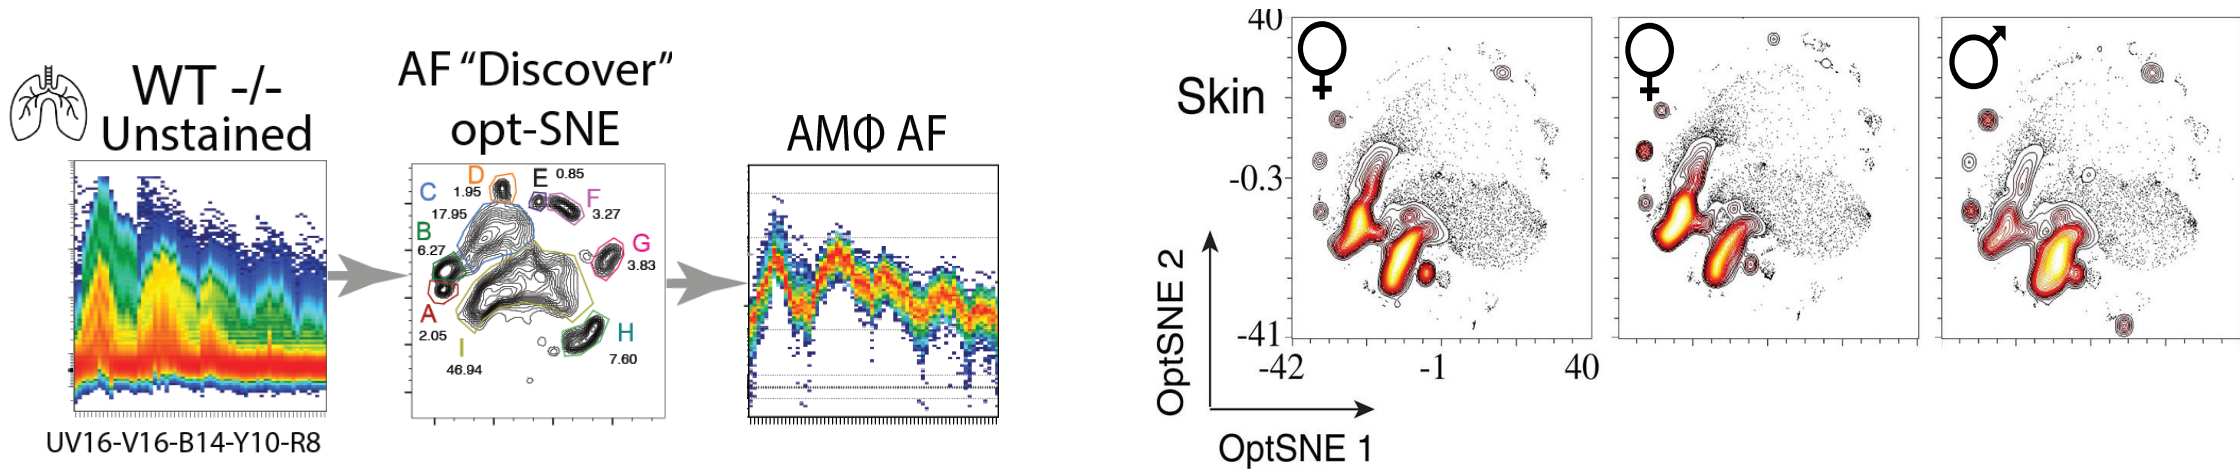 WT -/-
Unstained
UV16-V16-B14-Y10-R8
AF “Discover”
opt-SNE
D
1.95
E
0.85
C
17.95
F
3.27
B
6.27
G
3.83
A
2.05
I
46.94
H
7.60
AMΦ AF
Skin
40
-0.3
-41
-42
-1
40
OptSNE 2
OptSNE 1